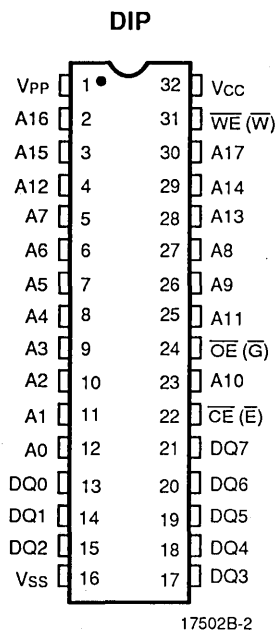 DIP
VPP 1 32 VCC
A16 2 31 W̅E̅ (W̅)
A15 3 30 A17
A12 4 29 A14
A7 5 28 A13
A6 6 27 A8
A5 7 26 A9
A4 8 25 A11
A3 9 24 O̅E̅ (G̅)
A2 10 23 A10
A1 11 22 C̅E̅ (E̅)
A0 12 21 DQ7
DQ0 13 20 DQ6
DQ1 14 19 DQ5
DQ2 15 18 DQ4
VSS 16 17 DQ3
17502B-2